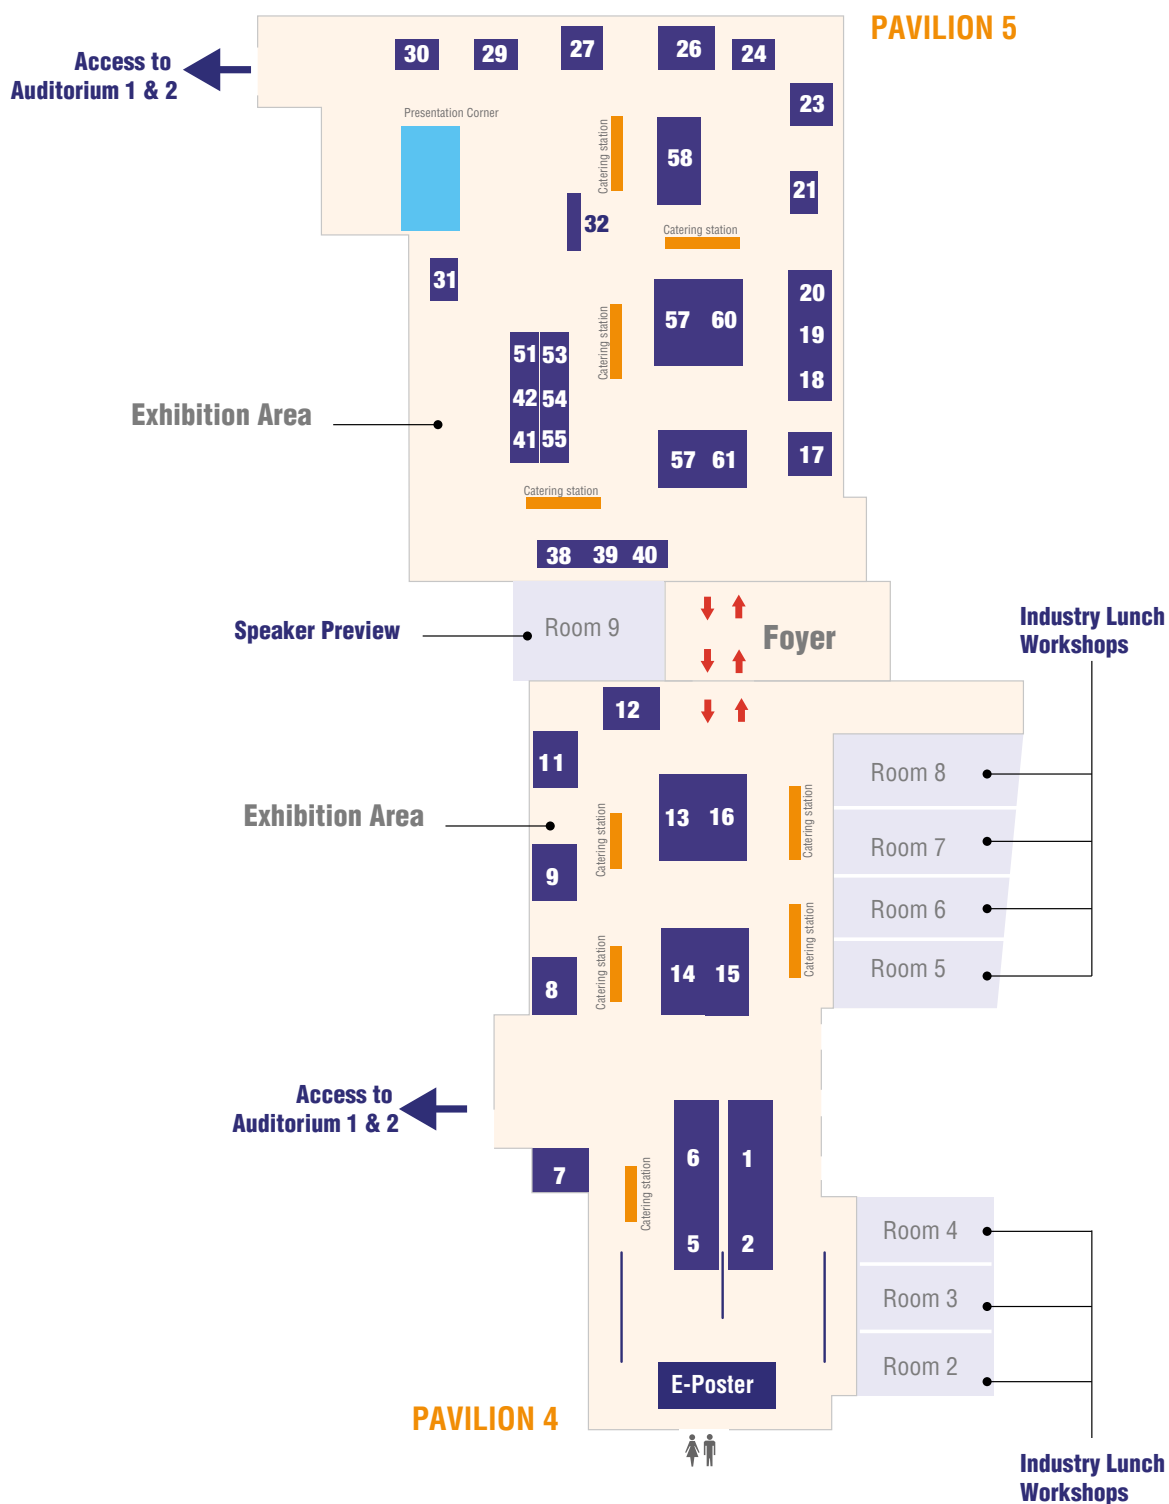 PAVILION 5
Access to
Auditorium 1 & 2
30
29
27
26
24
23
Presentation Corner
Catering station
58
21
32
Catering station
31
20
57
60
Catering station
19
51
53
18
42
54
Exhibition Area
41
55
57
61
17
Catering station
38
39
40
Speaker Preview
Room 9
Foyer
Industry Lunch
Workshops
12
11
Room 8
13
16
Exhibition Area
Catering station
Catering station
Room 7
9
Room 6
Catering station
Catering station
14
15
Room 5
8
Access to
Auditorium 1 & 2
6
1
7
Catering station
Room 4
5
2
Room 3
Room 2
E-Poster
PAVILION 4
Industry Lunch
Workshops